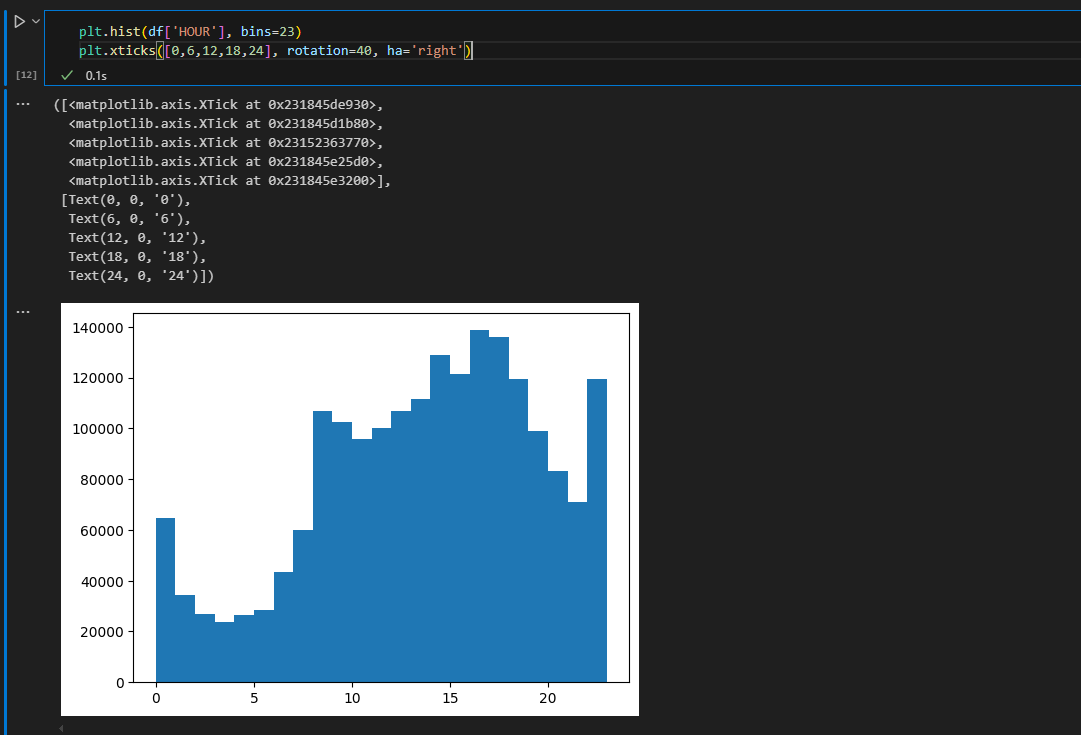 plt.hist(df['HOUR'], bins=23)
plt.xticks([0,6,12,18,24], rotation=40, ha='right')
[12]
0.1s
...
([<matplotlib.axis.XTick at 0x231845de930>,
<matplotlib.axis.XTick at 0x231845d1b80>,
<matplotlib.axis.XTick at 0x23152363770>,
<matplotlib.axis.XTick at 0x231845e25d0>,
<matplotlib.axis.XTick at 0x231845e3200>],
[Text(0, 0, '0'),
Text(6, 0, '6'),
Text(12, 0, '12'),
Text(18, 0, '18'),
Text(24, 0, '24')])
...
140000
120000
100000
80000
60000
40000
20000
0
0 5 10 15 20